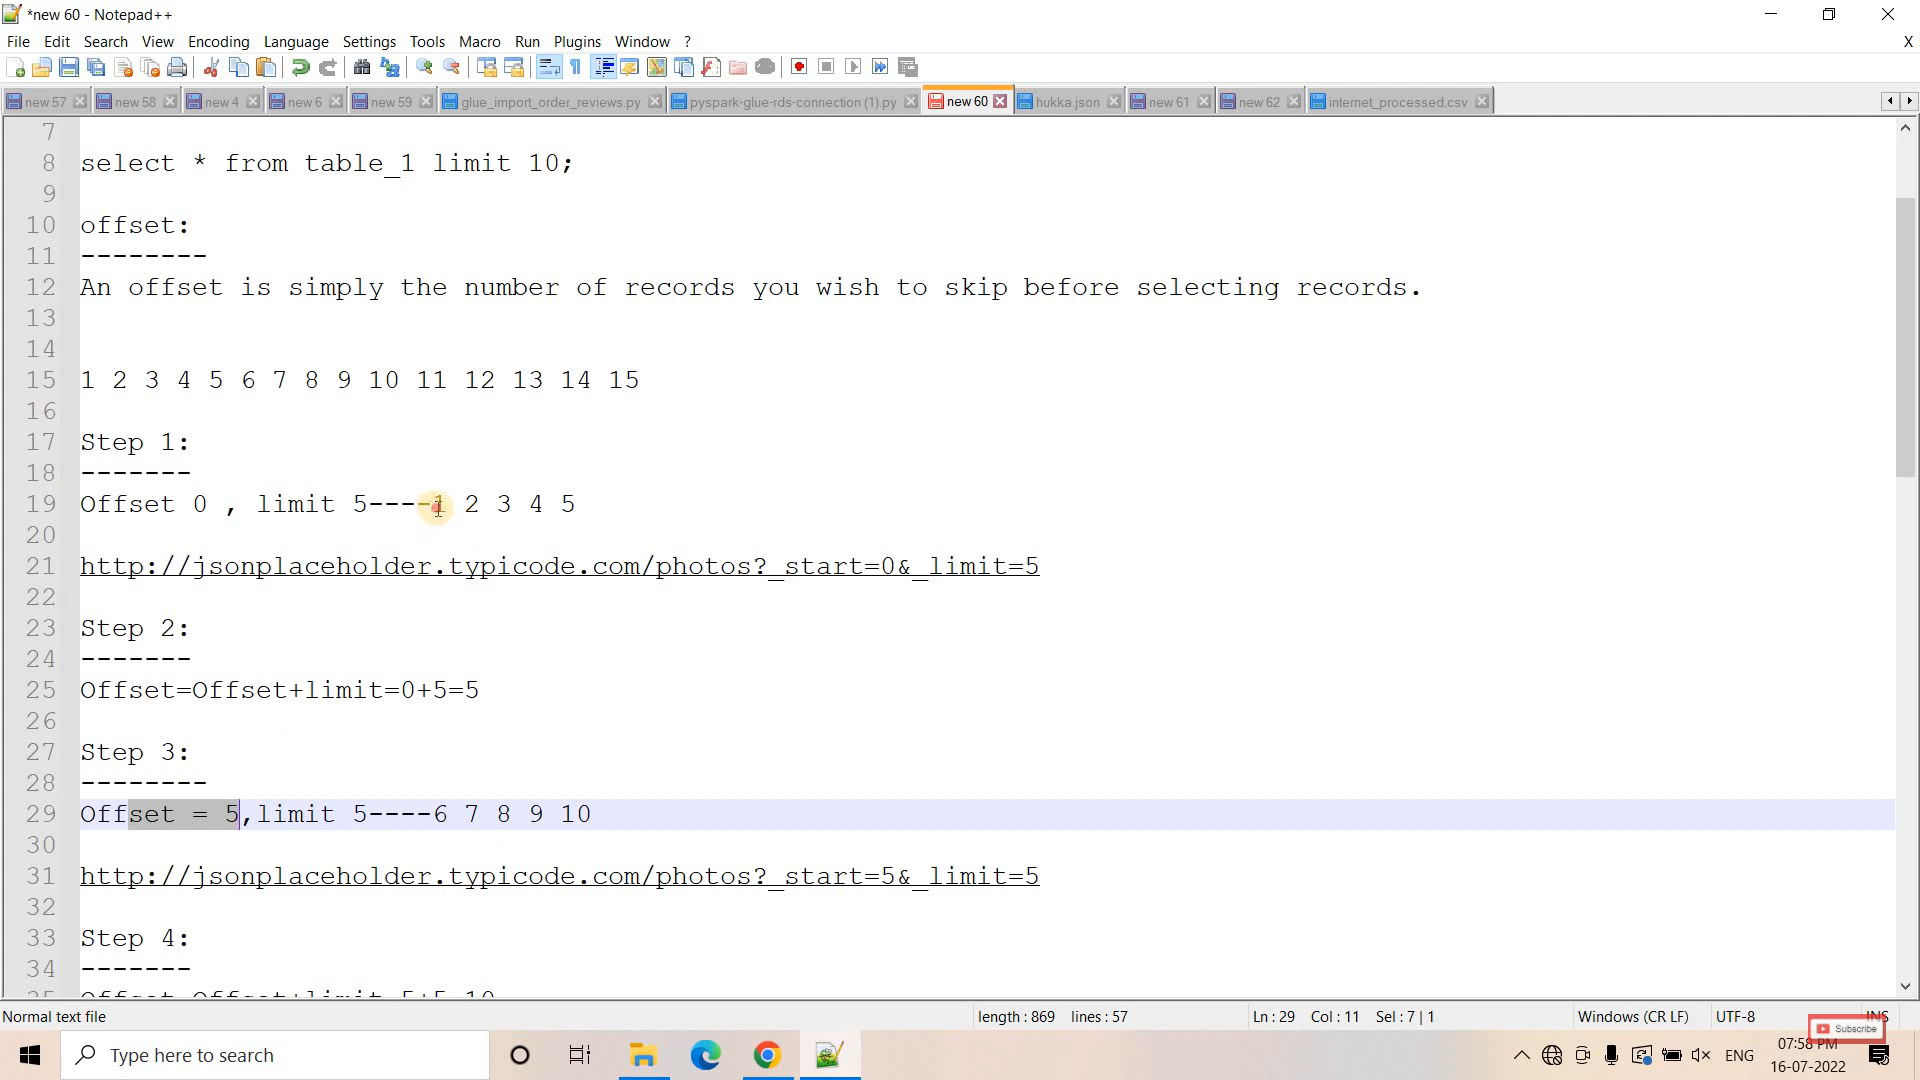 *new 60 - Notepad++
File Edit Search View Encoding Language Settings Tools Macro Run Plugins Window ? X
new 57 new 58 new 4 new 6 new 59 glue_import_order_reviews.py pyspark-glue-rds-connection (1).py new 60 hukka.json new 61 new 62 internet_processed.csv
7
8 select * from table_1 limit 10;
9
10 offset:
11 --------
12 An offset is simply the number of records you wish to skip before selecting records.
13
14
15 1 2 3 4 5 6 7 8 9 10 11 12 13 14 15
16
17 Step 1:
18 -------
19 Offset 0 , limit 5----1 2 3 4 5
20
21 http://jsonplaceholder.typicode.com/photos?_start=0&_limit=5
22
23 Step 2:
24 -------
25 Offset=Offset+limit=0+5=5
26
27 Step 3:
28 --------
29 Offset = 5,limit 5----6 7 8 9 10
30
31 http://jsonplaceholder.typicode.com/photos?_start=5&_limit=5
32
33 Step 4:
34 -------
35 Offset=Offset+limit=5+5=10
Normal text file length : 869 lines : 57 Ln : 29 Col : 11 Sel : 7 | 1 Windows (CR LF) UTF-8 INS
Subscribe
Type here to search ENG 07:58 PM
16-07-2022